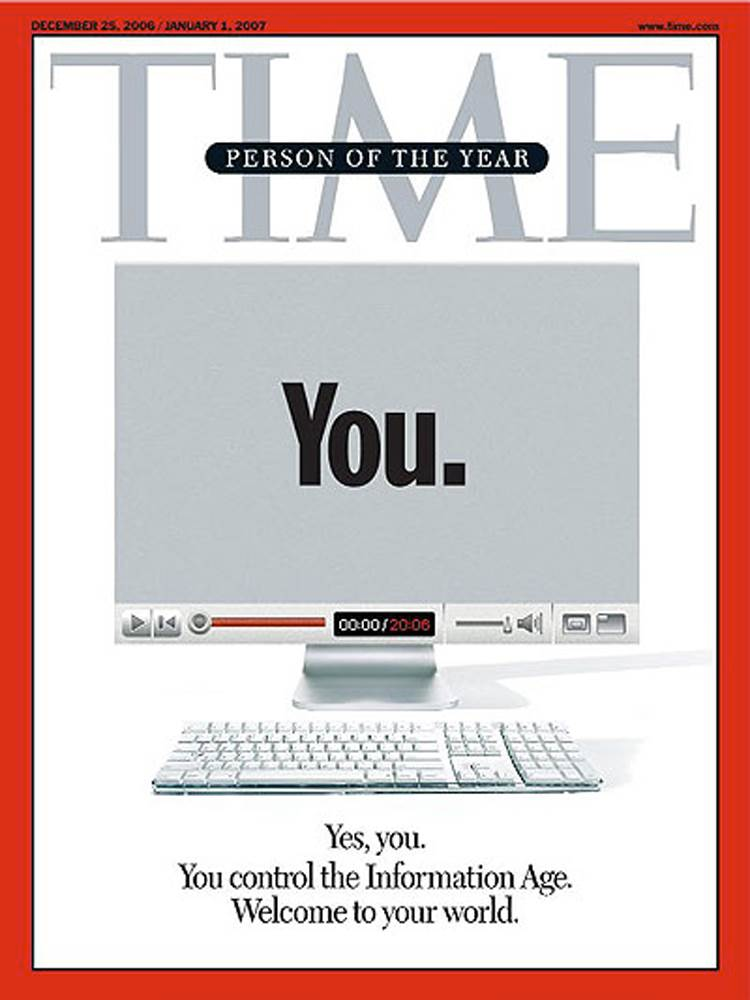 DECEMBER 25, 2006 / JANUARY 1, 2007
www.time.com
TIME
PERSON OF THE YEAR
You.
00:00/20:06
Yes, you.
You control the Information Age.
Welcome to your world.